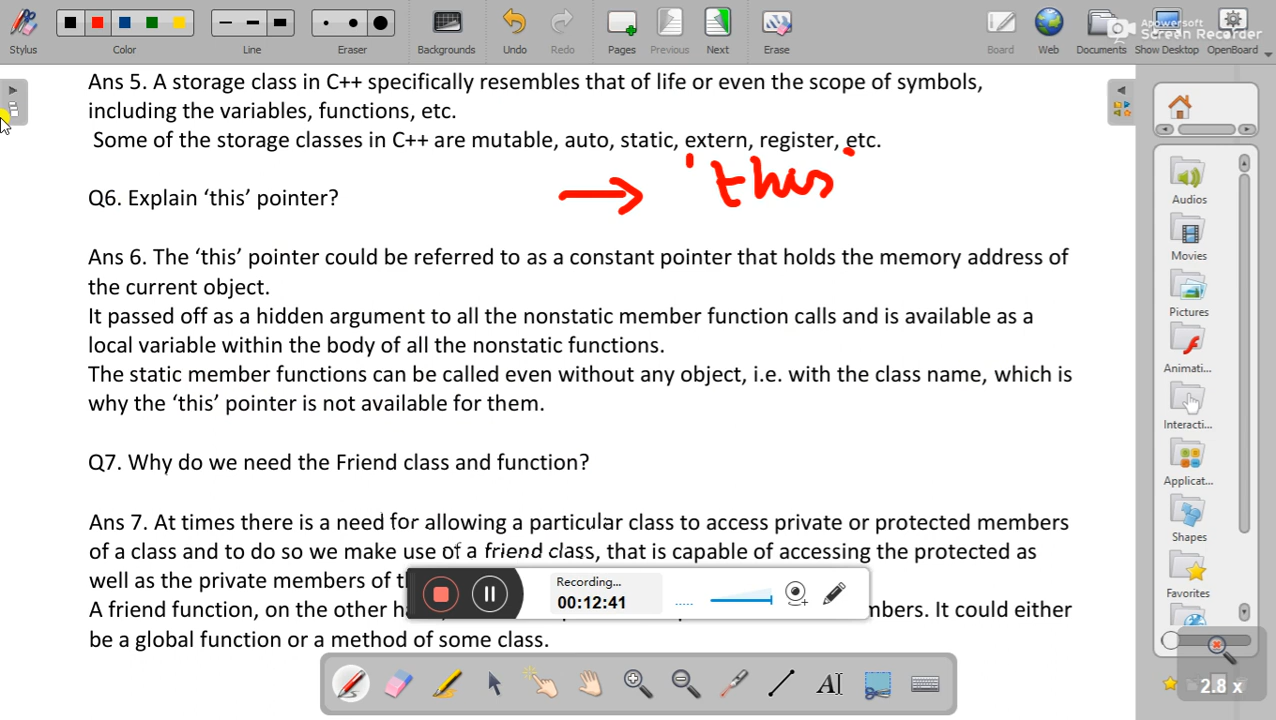 Stylus Color Line Eraser Backgrounds Undo Redo Pages Previous Next Erase Board Web Documents Show Desktop OpenBoard
Apowersoft
Screen Recorder
Ans 5. A storage class in C++ specifically resembles that of life or even the scope of symbols,
including the variables, functions, etc.
Some of the storage classes in C++ are mutable, auto, static, extern, register, etc.
'this'
Q6. Explain ‘this’ pointer?
Ans 6. The ‘this’ pointer could be referred to as a constant pointer that holds the memory address of
the current object.
It passed off as a hidden argument to all the nonstatic member function calls and is available as a
local variable within the body of all the nonstatic functions.
The static member functions can be called even without any object, i.e. with the class name, which is
why the ‘this’ pointer is not available for them.
Q7. Why do we need the Friend class and function?
Ans 7. At times there is a need for allowing a particular class to access private or protected members
of a class and to do so we make use of a friend class, that is capable of accessing the protected as
well as the private members of t
A friend function, on the other ha mbers. It could either
be a global function or a method of some class.
Recording...
00:12:41
Audios
Movies
Pictures
Animati...
Interacti...
Applicat...
Shapes
Favorites
AI
2.8 x